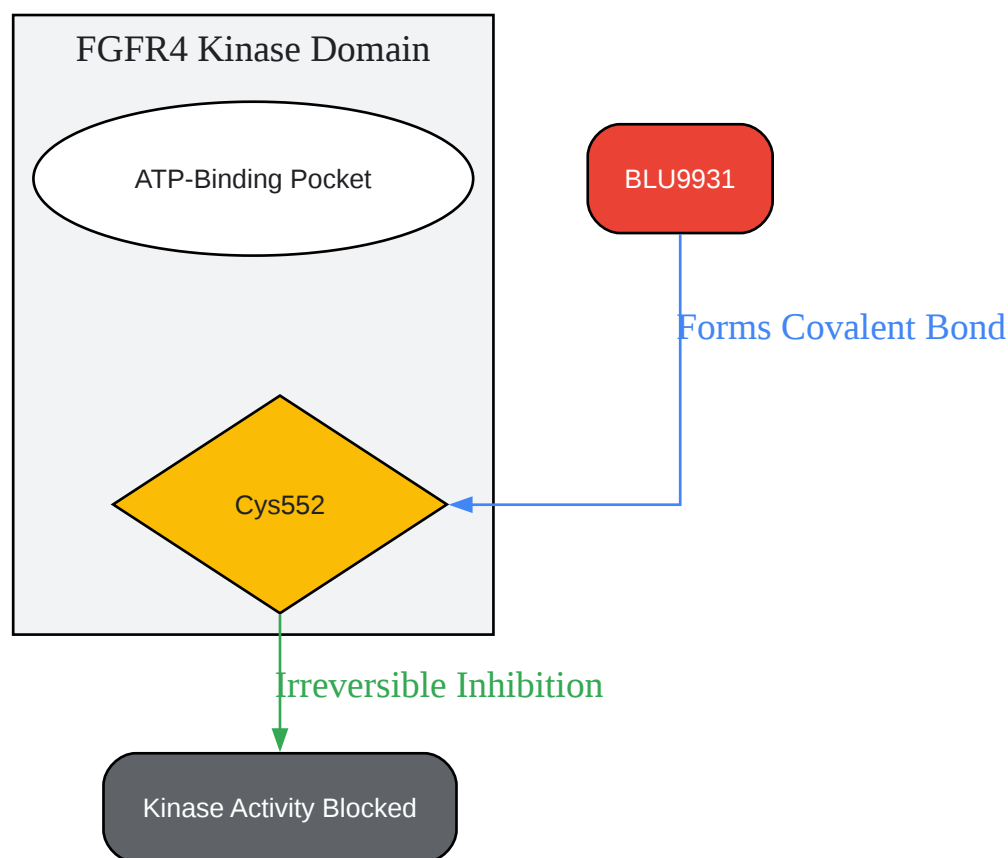 FGFR4 Kinase Domain
ATP-Binding Pocket
BLU9931
Forms Covalent Bond
Cys552
Irreversible Inhibition
Kinase Activity Blocked